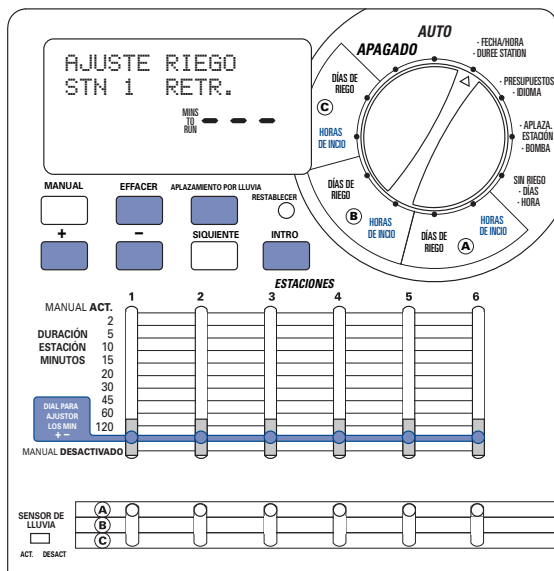 AJUSTE RIEGO
STN 1 RETR.
MINS
TO
RUN
AUTO
APAGADO
- FECHA/HORA
- DUREE STATION
- PRESUPUESTOS
- IDIOMA
- APLAZA.
ESTACIÓN
- BOMBA
SIN RIEGO
- DÍAS
- HORA
DÍAS DE
RIEGO
C
HORAS
DE INCIO
DÍAS DE
RIEGO
B
HORAS
DE INCIO
DÍAS DE
RIEGO
A
HORAS
DE INCIO
MANUAL
EFFACER
APLAZAMIENTO POR LLUVIA
RESTABLECER
+
-
SIQUIENTE
INTRO
ESTACIONES
1 2 3 4 5 6
MANUAL ACT.
DURACIÓN
ESTACIÓN
MINUTOS
2
5
10
15
20
30
45
60
120
DIAL PARA
AJUSTOR
LOS MIN
+ -
MANUAL DESACTIVADO
SENSOR DE
LLUVIA
ACT. DESACT
A
B
C